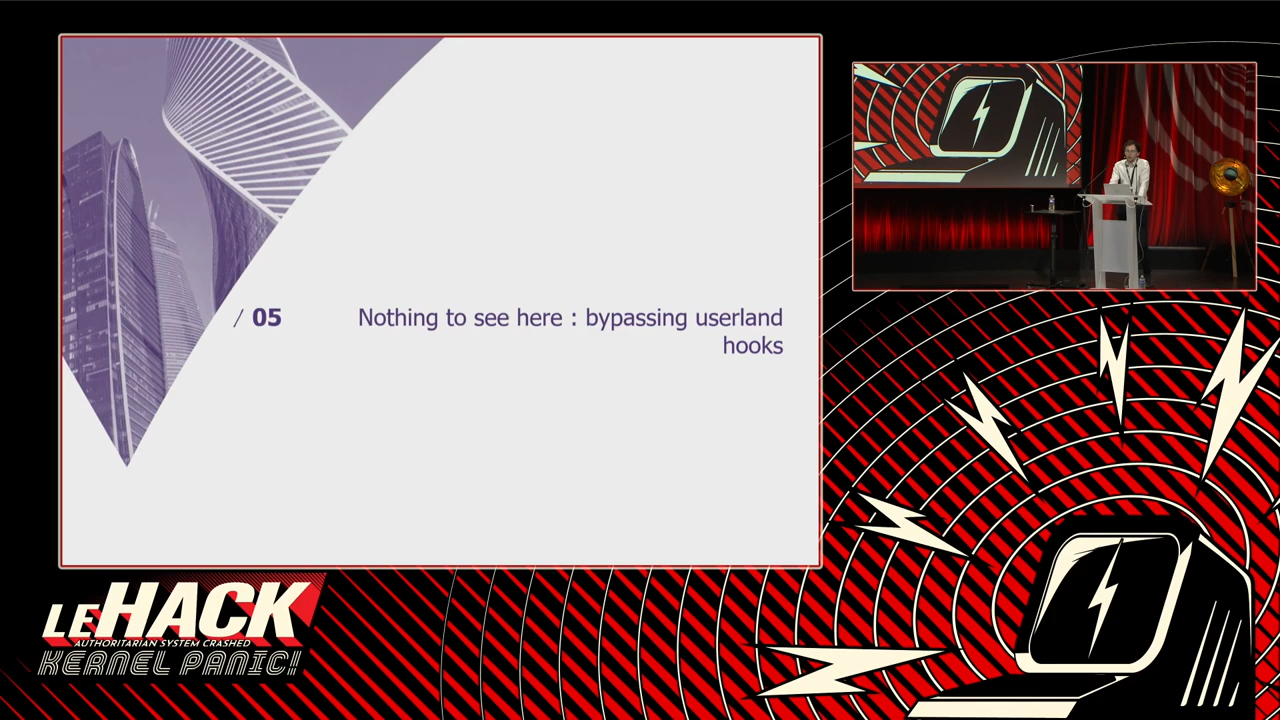 / 05
Nothing to see here : bypassing userland
hooks
LEHACK
AUTHORITARIAN SYSTEM CRASHED
KERNEL PANIC!